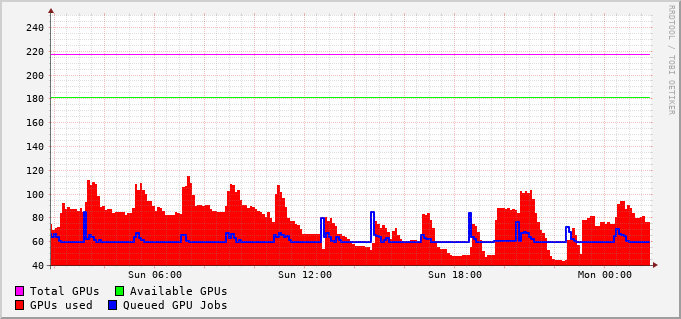 240
220
200
180
160
140
120
100
80
60
40
Sun 06:00 Sun 12:00 Sun 18:00 Mon 00:00
Total GPUs Available GPUs
GPUs used Queued GPU Jobs
RRDTOOL / TOBI OETIKER